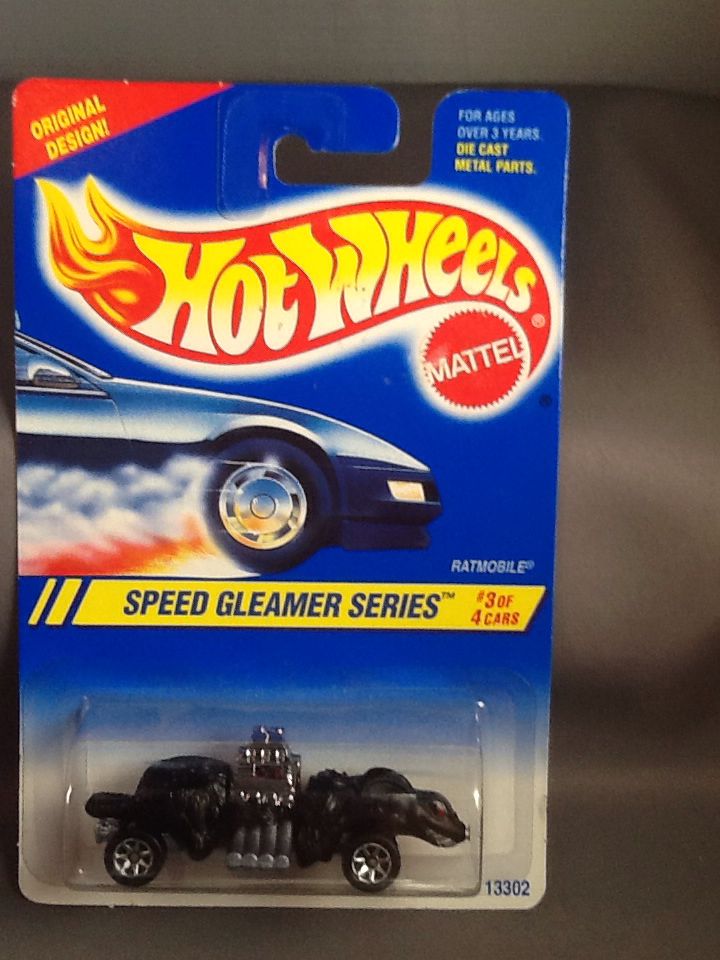 ORIGINAL
DESIGN!
FOR AGES
OVER 3 YEARS.
DIE CAST
METAL PARTS.
HOT WHEELS®
MATTEL
®
RATMOBILE®
SPEED GLEAMER SERIES™
#3 OF
4 CARS
13302